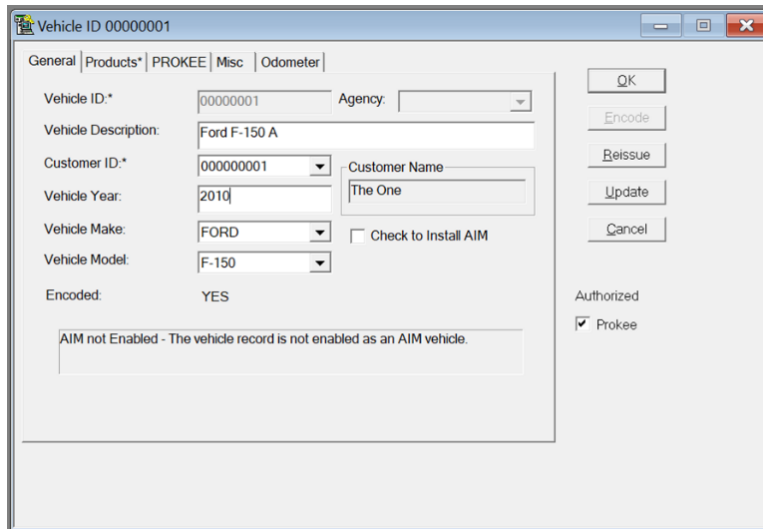 Vehicle ID 00000001
General Products* PROKEE Misc Odometer
Vehicle ID:* 00000001 Agency:
Vehicle Description: Ford F-150 A
Customer ID:* 000000001 Customer Name
Vehicle Year: 2010 The One
Vehicle Make: FORD Check to Install AIM
Vehicle Model: F-150
Encoded: YES
AIM not Enabled - The vehicle record is not enabled as an AIM vehicle.
OK
Encode
Reissue
Update
Cancel
Authorized
Prokee